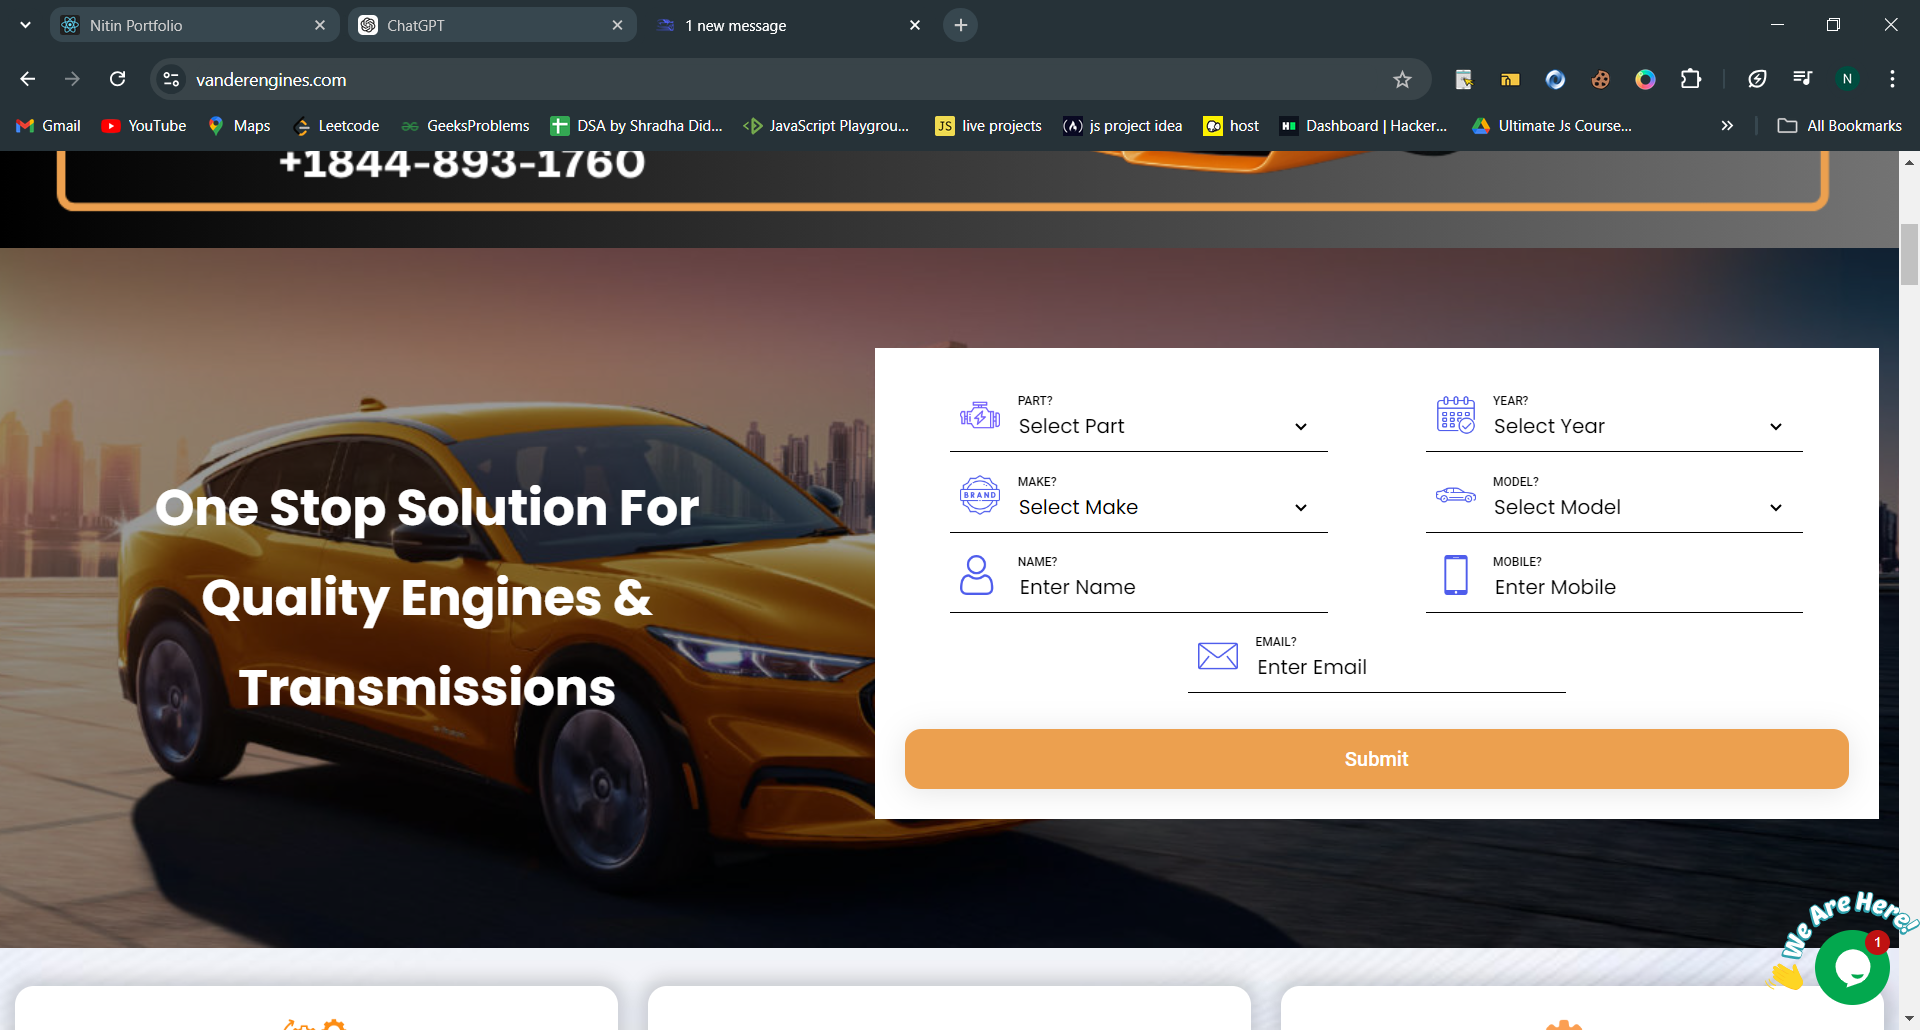 Nitin Portfolio
ChatGPT
1 new message
vanderengines.com
N
Gmail
YouTube
Maps
Leetcode
GeeksProblems
DSA by Shradha Did...
JavaScript Playgrou...
JS
live projects
js project idea
host
Dashboard | Hacker...
Ultimate Js Course...
All Bookmarks
+1844-893-1760
One Stop Solution For
Quality Engines &
Transmissions
PART?
Select Part
YEAR?
Select Year
BRAND
MAKE?
Select Make
MODEL?
Select Model
NAME?
Enter Name
MOBILE?
Enter Mobile
EMAIL?
Enter Email
Submit
We Are Here!
1